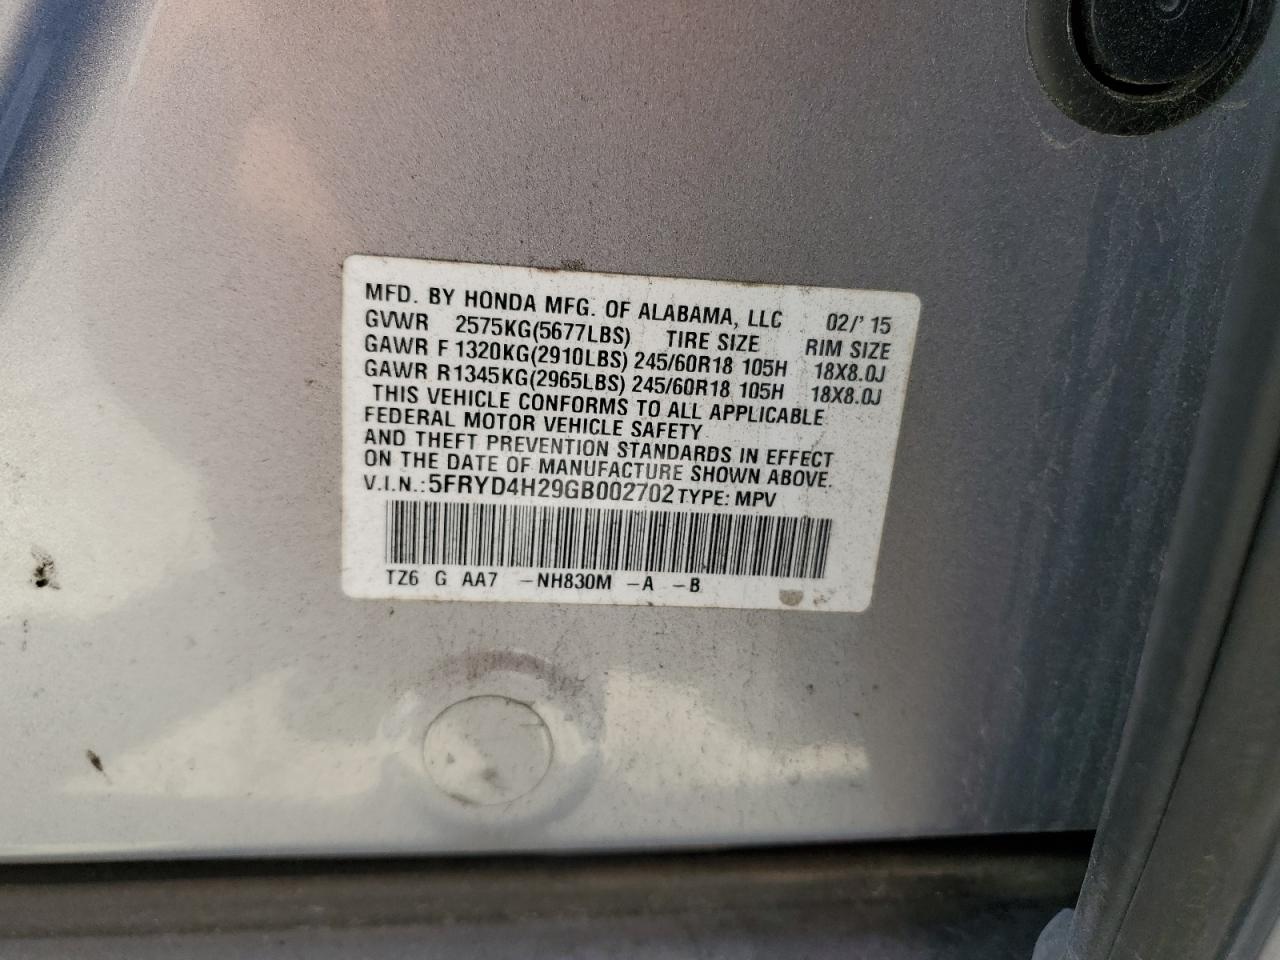 MFD. BY HONDA MFG. OF ALABAMA, LLC 02/'15
GVWR 2575KG(5677LBS) TIRE SIZE RIM SIZE
GAWR F 1320KG(2910LBS) 245/60R18 105H 18X8.0J
GAWR R1345KG(2965LBS) 245/60R18 105H 18X8.0J
THIS VEHICLE CONFORMS TO ALL APPLICABLE
FEDERAL MOTOR VEHICLE SAFETY
AND THEFT PREVENTION STANDARDS IN EFFECT
ON THE DATE OF MANUFACTURE SHOWN ABOVE.
V.I.N.:5FRYD4H29GB002702 TYPE: MPV
TZ6 G AA7 -NH830M -A -B